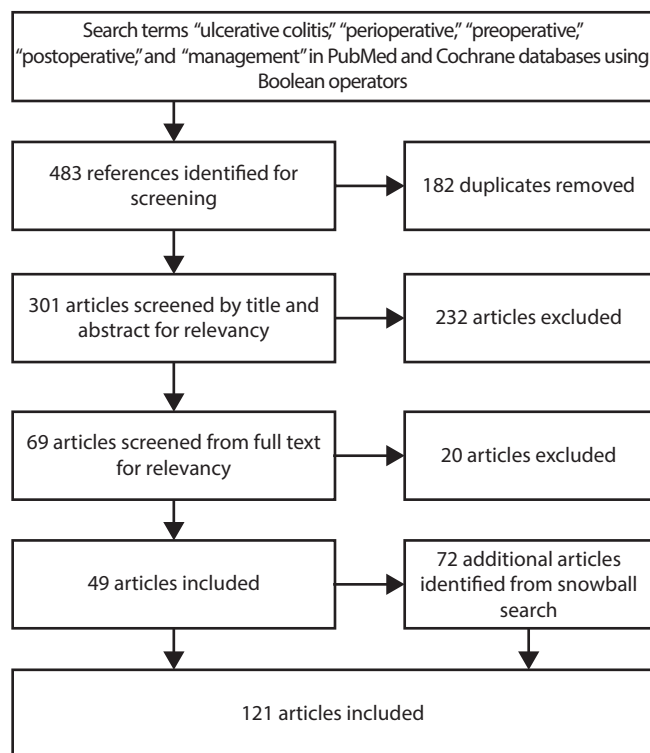 Search terms “ulcerative colitis,” “perioperative,” “preoperative,”
“postoperative,” and “management” in PubMed and Cochrane databases using
Boolean operators
483 references identified for
screening
182 duplicates removed
301 articles screened by title and
abstract for relevancy
232 articles excluded
69 articles screened from full text
for relevancy
20 articles excluded
49 articles included
72 additional articles
identified from snowball
search
121 articles included